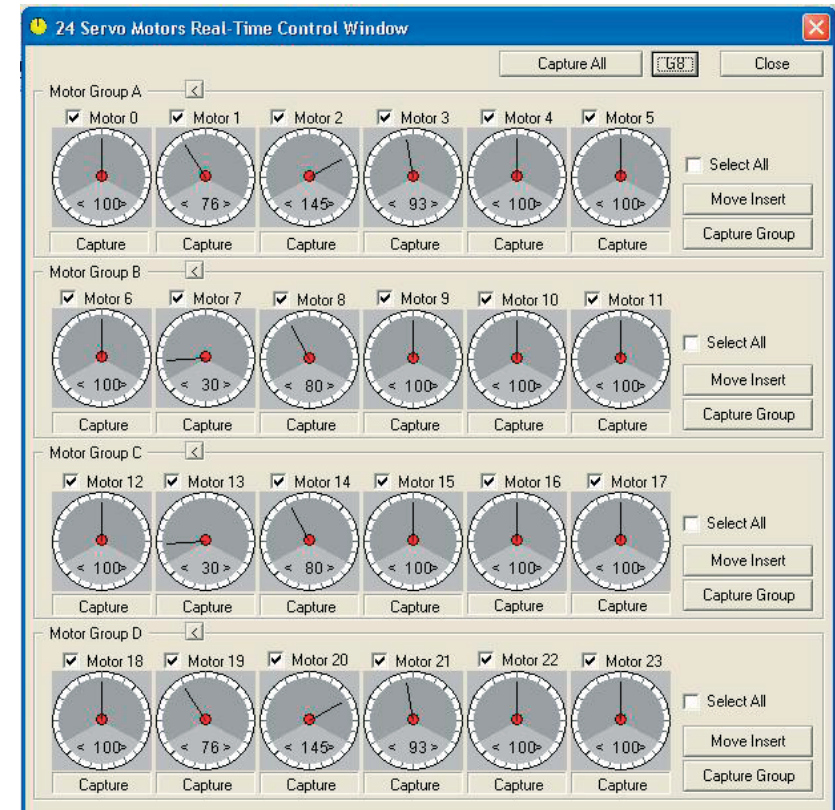 24 Servo Motors Real-Time Control Window
Capture All G8 Close
Motor Group A <
Motor 0 Motor 1 Motor 2 Motor 3 Motor 4 Motor 5
Select All
< 100> < 76 > < 145> < 93 > < 100> < 100>
Move Insert
Capture Capture Capture Capture Capture Capture
Capture Group
Motor Group B <
Motor 6 Motor 7 Motor 8 Motor 9 Motor 10 Motor 11
Select All
< 100> < 30 > < 80 > < 100> < 100> < 100>
Move Insert
Capture Capture Capture Capture Capture Capture
Capture Group
Motor Group C <
Motor 12 Motor 13 Motor 14 Motor 15 Motor 16 Motor 17
Select All
< 100> < 30 > < 80 > < 100> < 100> < 100>
Move Insert
Capture Capture Capture Capture Capture Capture
Capture Group
Motor Group D <
Motor 18 Motor 19 Motor 20 Motor 21 Motor 22 Motor 23
Select All
< 100> < 76 > < 145> < 93 > < 100> < 100>
Move Insert
Capture Capture Capture Capture Capture Capture
Capture Group